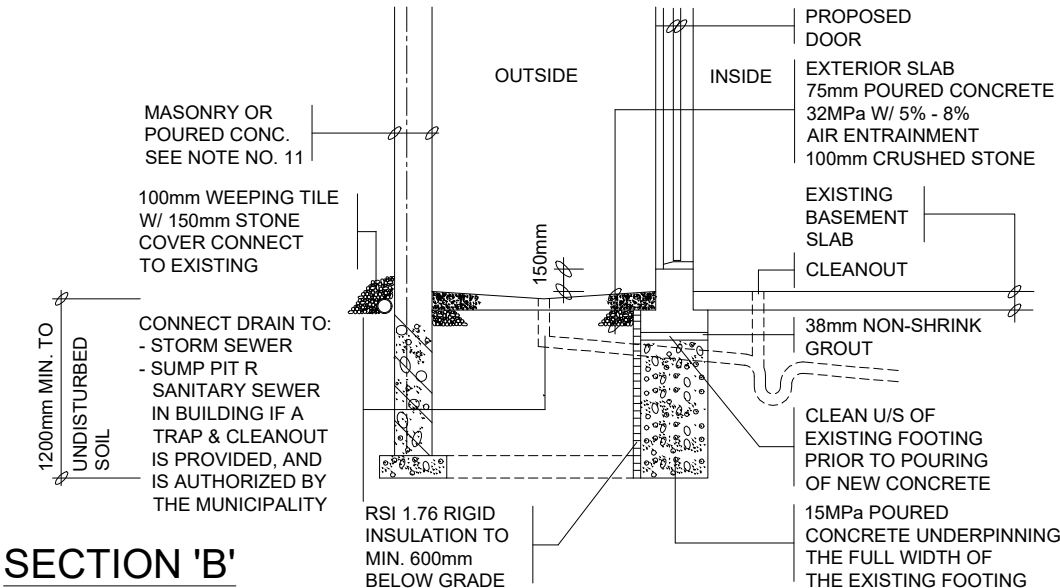 PROPOSED
DOOR
OUTSIDE
INSIDE
EXTERIOR SLAB
75mm POURED CONCRETE
32MPa W/ 5% - 8%
AIR ENTRAINMENT
100mm CRUSHED STONE
MASONRY OR
POURED CONC.
SEE NOTE NO. 11
100mm WEEPING TILE
W/ 150mm STONE
COVER CONNECT
TO EXISTING
150mm
EXISTING
BASEMENT
SLAB
CLEANOUT
1200mm MIN. TO
UNDISTURBED
SOIL
CONNECT DRAIN TO:
- STORM SEWER
- SUMP PIT R
SANITARY SEWER
IN BUILDING IF A
TRAP & CLEANOUT
IS PROVIDED, AND
IS AUTHORIZED BY
THE MUNICIPALITY
38mm NON-SHRINK
GROUT
CLEAN U/S OF
EXISTING FOOTING
PRIOR TO POURING
OF NEW CONCRETE
RSI 1.76 RIGID
INSULATION TO
MIN. 600mm
BELOW GRADE
15MPa POURED
CONCRETE UNDERPINNING
THE FULL WIDTH OF
THE EXISTING FOOTING
SECTION 'B'